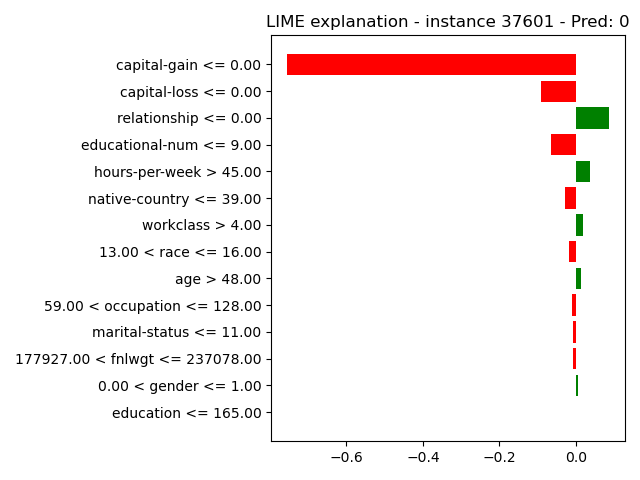 LIME explanation - instance 37601 - Pred: 0
capital-gain <= 0.00
capital-loss <= 0.00
relationship <= 0.00
educational-num <= 9.00
hours-per-week > 45.00
native-country <= 39.00
workclass > 4.00
13.00 < race <= 16.00
age > 48.00
59.00 < occupation <= 128.00
marital-status <= 11.00
177927.00 < fnlwgt <= 237078.00
0.00 < gender <= 1.00
education <= 165.00
−0.6 −0.4 −0.2 0.0